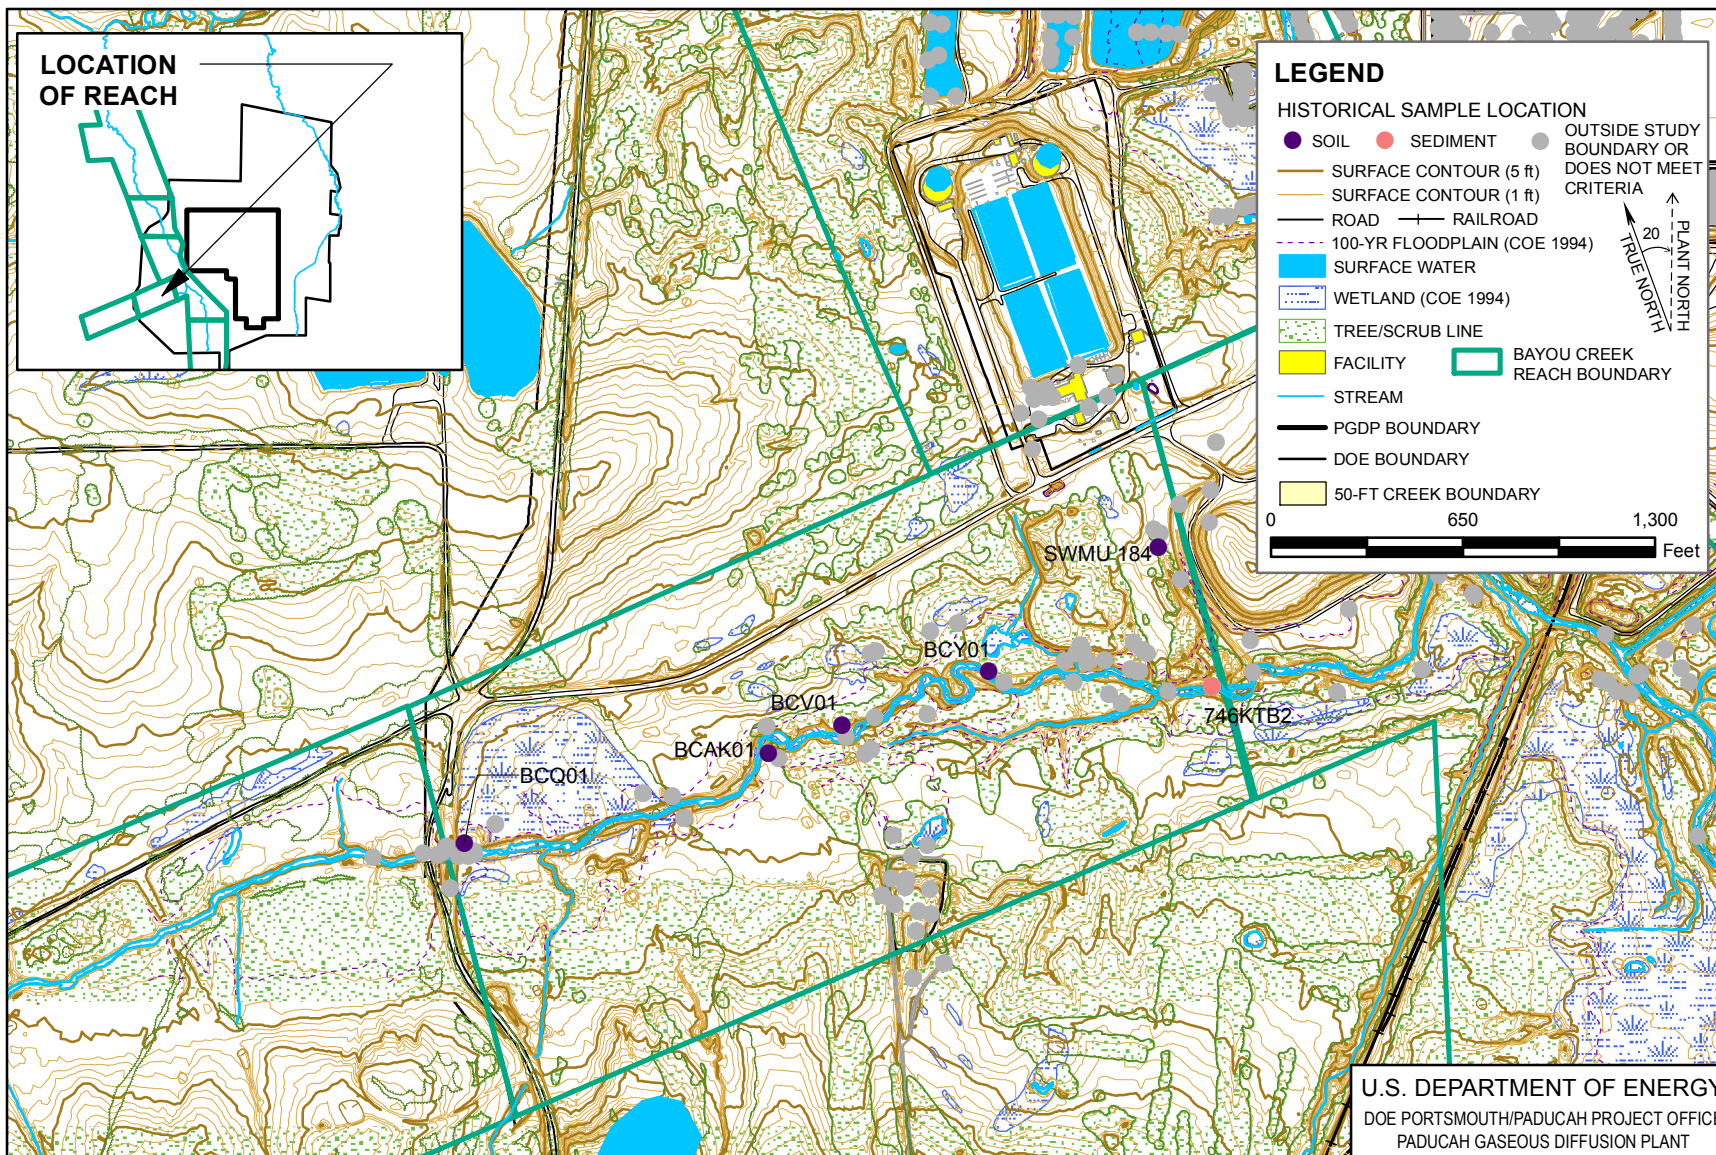 LOCATION
OF REACH
LEGEND
HISTORICAL SAMPLE LOCATION
SOIL
SEDIMENT
OUTSIDE STUDY
BOUNDARY OR
DOES NOT MEET
CRITERIA
SURFACE CONTOUR (5 ft)
SURFACE CONTOUR (1 ft)
ROAD
RAILROAD
100-YR FLOODPLAIN (COE 1994)
SURFACE WATER
WETLAND (COE 1994)
TREE/SCRUB LINE
FACILITY
BAYOU CREEK
REACH BOUNDARY
STREAM
PGDP BOUNDARY
DOE BOUNDARY
50-FT CREEK BOUNDARY
20
TRUE NORTH
PLANT NORTH
0 650 1,300
Feet
SWMU 184
BCY01
BCV01
746KTB2
BCAK01
BCQ01
U.S. DEPARTMENT OF ENERGY
DOE PORTSMOUTH/PADUCAH PROJECT OFFICE
PADUCAH GASEOUS DIFFUSION PLANT